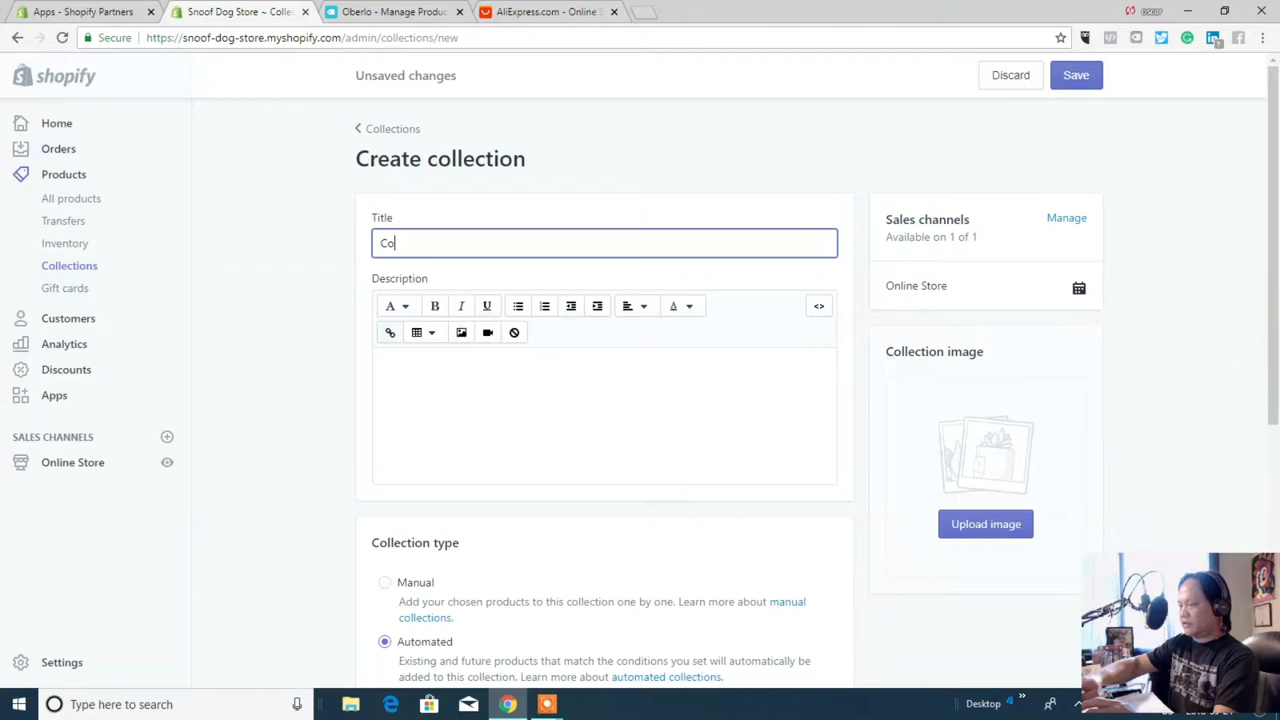 Apps - Shopify Partners
Snoof Dog Store ~ Colle
Oberlo - Manage Produc
AliExpress.com - Online S
oscar
Secure
https://snoof-dog-store.myshopify.com/admin/collections/new
shopify
Unsaved changes
Discard
Save
Home
Orders
Products
All products
Transfers
Inventory
Collections
Gift cards
Customers
Analytics
Discounts
Apps
SALES CHANNELS
Online Store
Settings
Collections
Create collection
Title
Co
Description
A
B
I
U
A
<>
Collection type
Manual
Add your chosen products to this collection one by one. Learn more about manual
collections.
Automated
Existing and future products that match the conditions you set will automatically be
added to this collection. Learn more about automated collections.
Sales channels
Manage
Available on 1 of 1
Online Store
Collection image
Upload image
Type here to search
Desktop